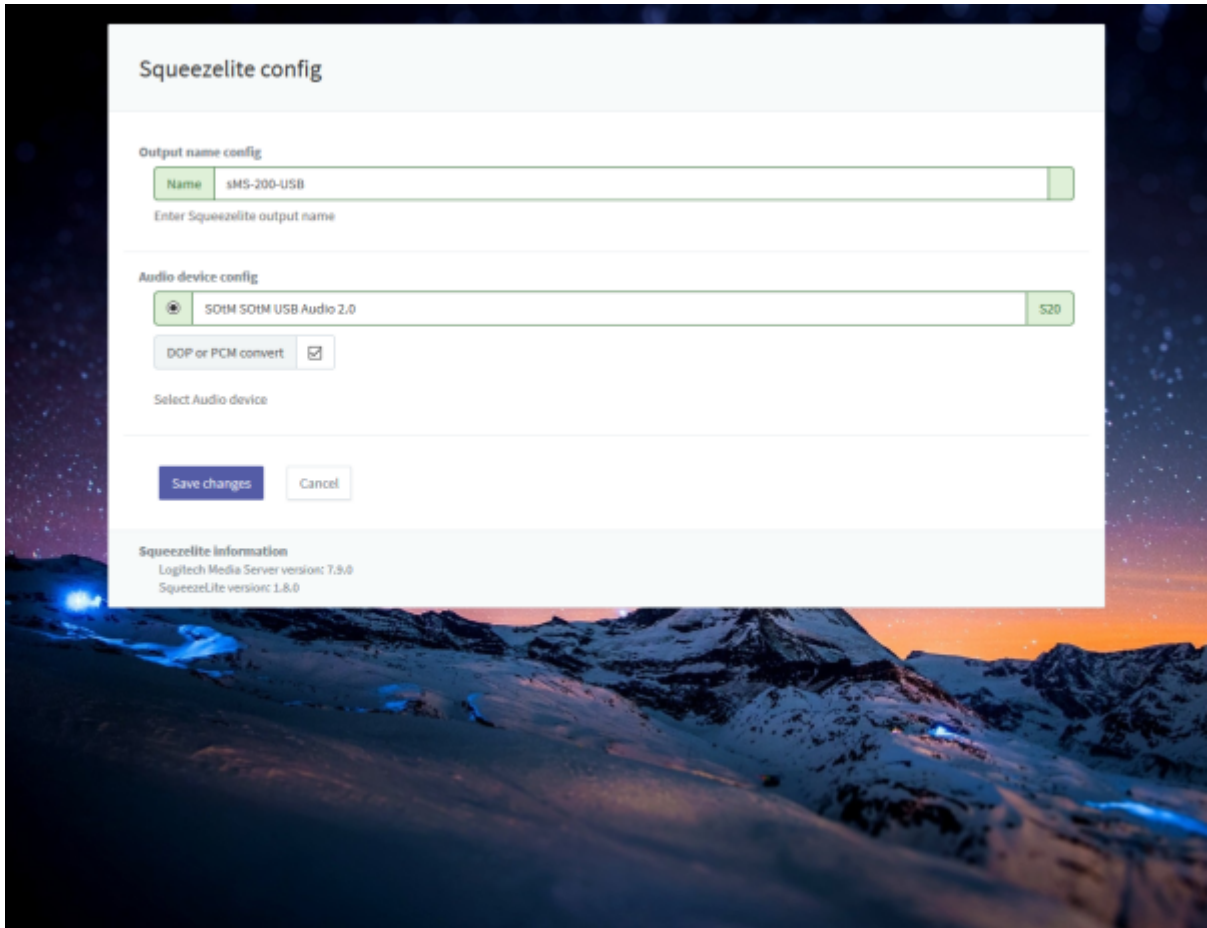 Squeezelite config
Output name config
Name sMS-200-USB
Enter Squeezelite output name
Audio device config
SOtM SOtM USB Audio 2.0 S20
DOP or PCM convert
Select Audio device
Save changes Cancel
Squeezelite information
Logitech Media Server version: 7.9.0
SqueezeLite version: 1.8.0